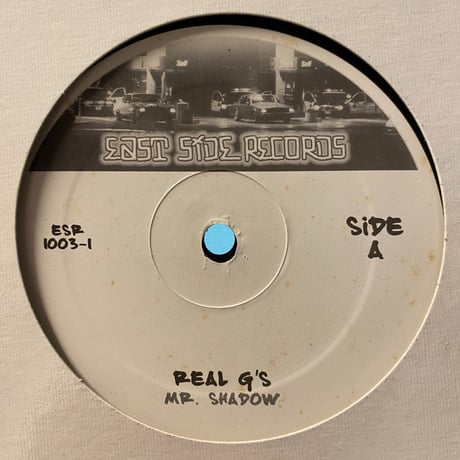 EAST SiDE RECORDS
ESR
1003-1
SiDE
A
REAL G'S
MR. SHADOW